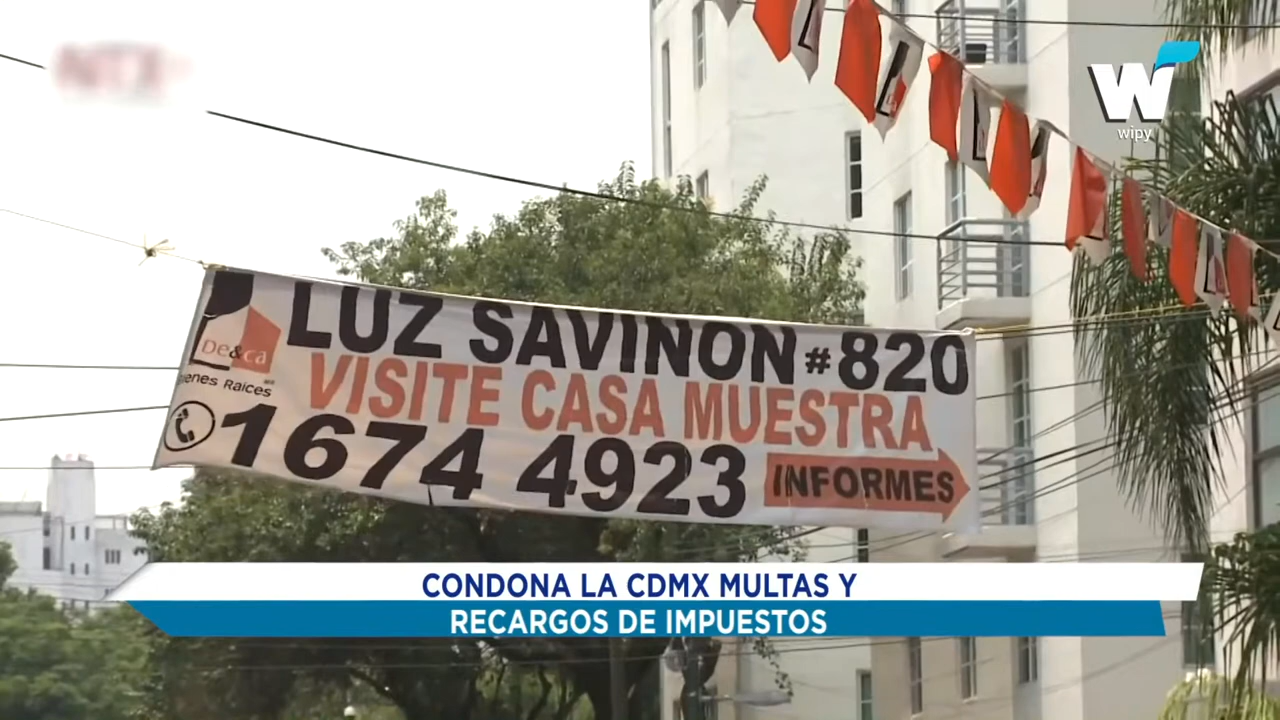 wipy
LUZ SAVINON #820
De&ca
VISITE CASA MUESTRA
ienes Raíces
1674 4923
INFORMES
CONDONA LA CDMX MULTAS Y
RECARGOS DE IMPUESTOS